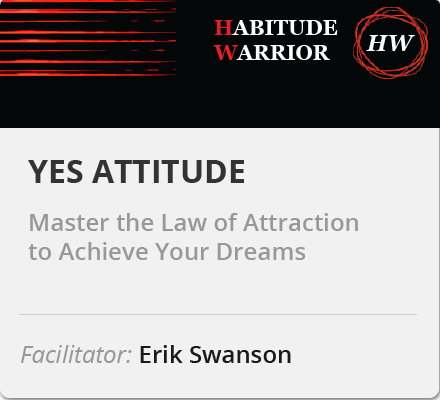 HABITUDE
WARRIOR
HW
YES ATTITUDE
Master the Law of Attraction
to Achieve Your Dreams
Facilitator: Erik Swanson